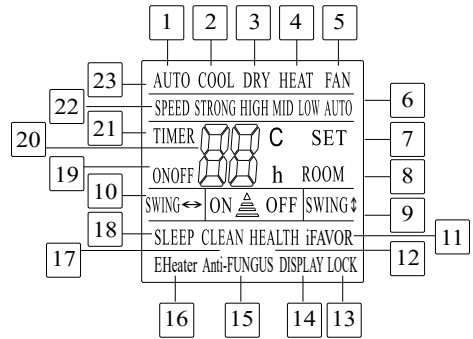 1 2 3 4 5
23 AUTO COOL DRY HEAT FAN
22 SPEED STRONG HIGH MID LOW AUTO 6
21 TIMER 88 C SET 7
20
19 ONOFF h ROOM 8
10 SWING ↔ ON OFF SWING ↕ 9
18 SLEEP CLEAN HEALTH iFAVOR 11
17 EHeater Anti-FUNGUS DISPLAY LOCK 12
16 15 14 13